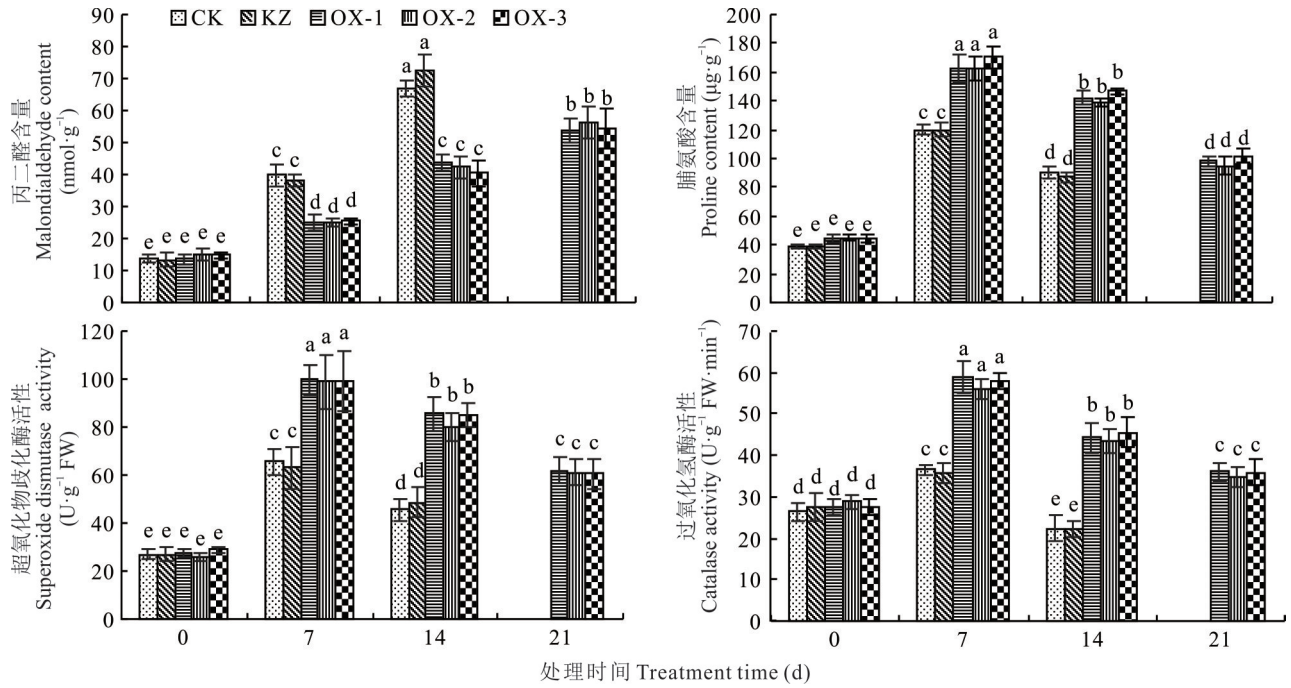 CK KZ OX-1 OX-2 OX-3
丙二醛含量
Malondialdehyde content
(nmol·g⁻¹)
90
80
70
60
50
40
30
20
10
0
e e e e e
c c d d d
a a c c c
b b b
脯氨酸含量
Proline content (μg·g⁻¹)
200
180
160
140
120
100
80
60
40
20
0
e e e e e
c c a a a
d d b b b
d d d
超氧化物歧化酶活性
Superoxide dismutase activity
(U·g⁻¹ FW)
120
100
80
60
40
20
0
e e e e e
c c a a a
d d b b b
c c c
0 7 14 21
过氧化氢酶活性
Catalase activity (U·g⁻¹ FW·min⁻¹)
70
60
50
40
30
20
10
0
d d d d d
c c a a a
e e b b b
c c c
0 7 14 21
处理时间 Treatment time (d)